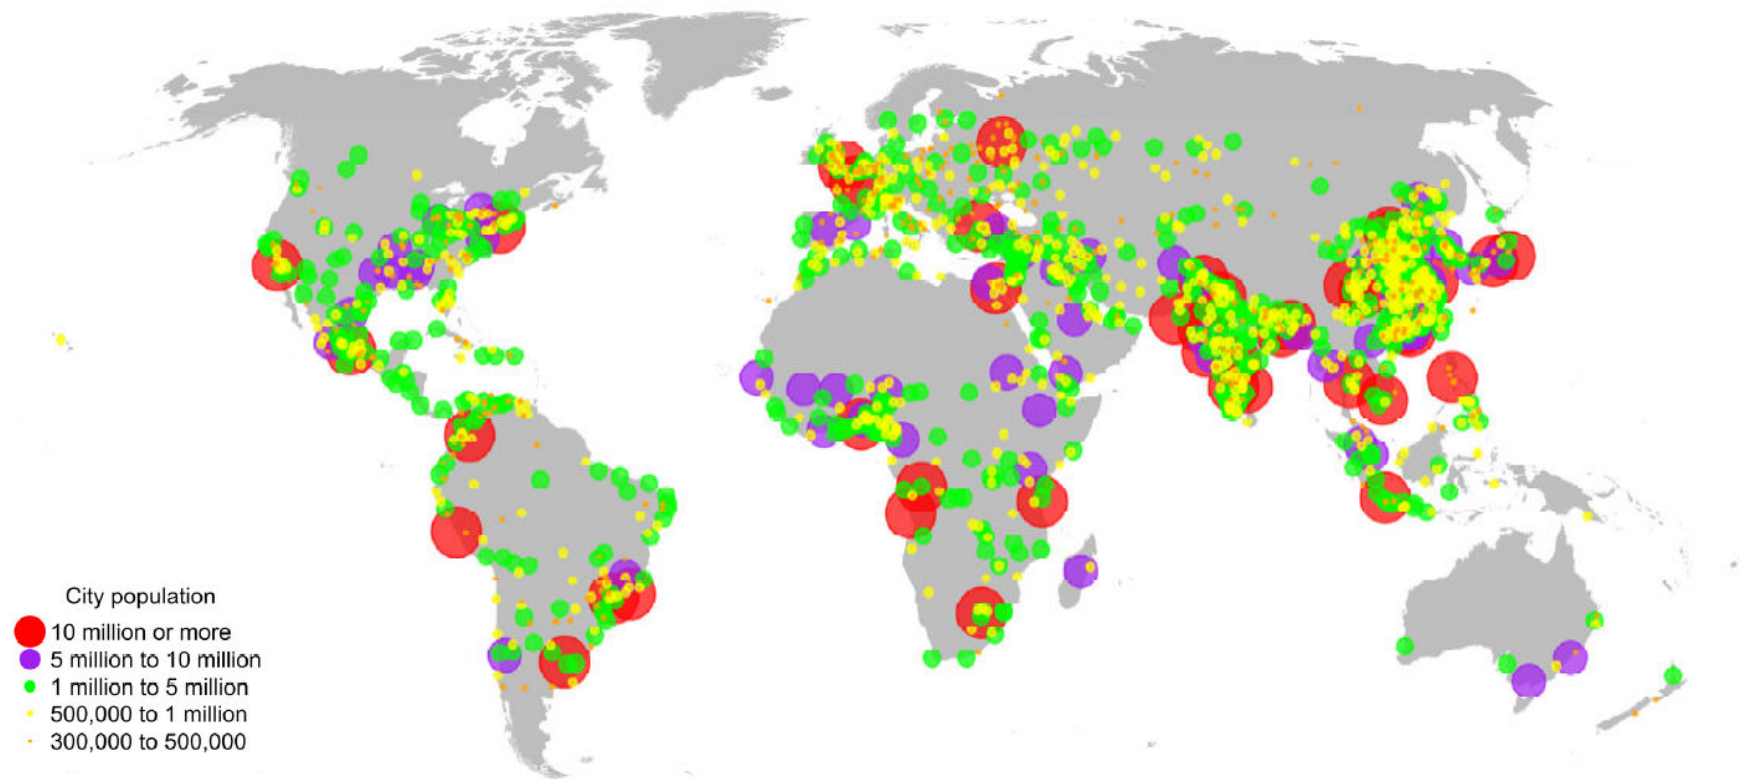 City population
10 million or more
5 million to 10 million
1 million to 5 million
500,000 to 1 million
300,000 to 500,000